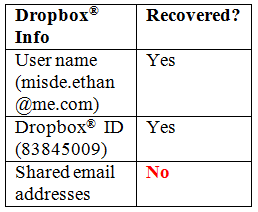 Dropbox® Recovered?
Info
User name Yes
(misde.ethan
@me.com)
Dropbox® ID Yes
(83845009)
Shared email No
addresses